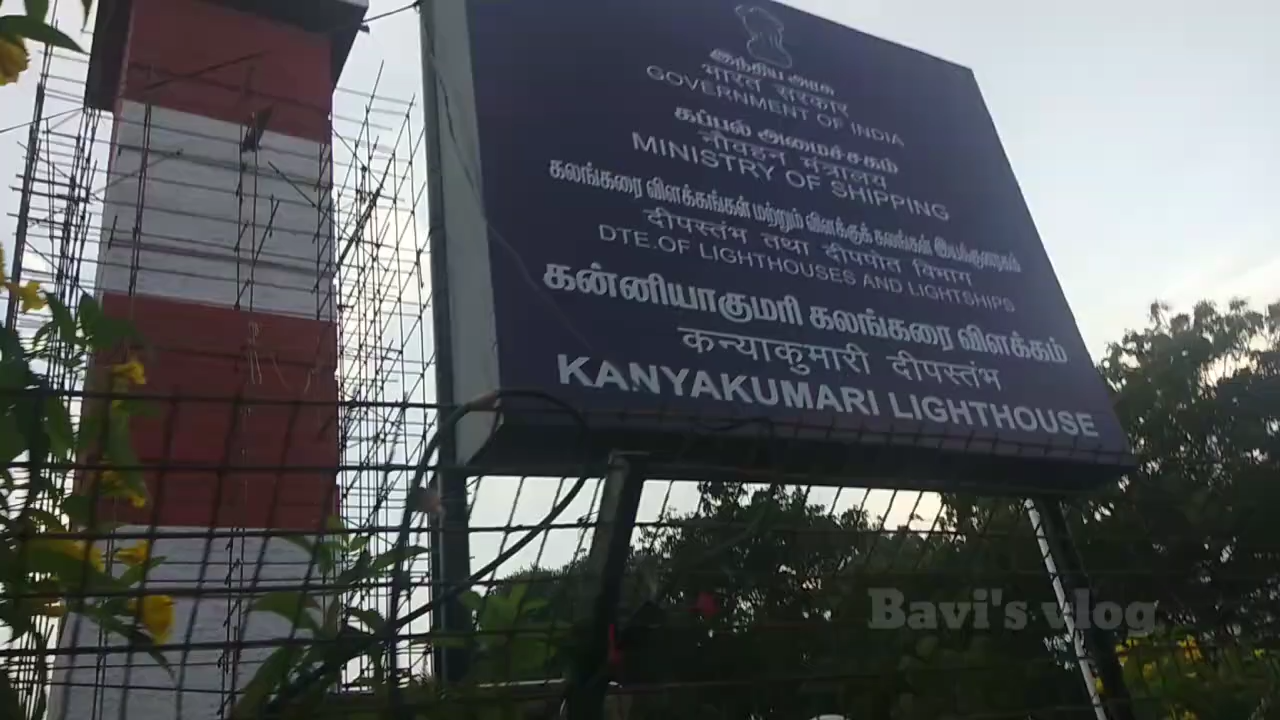 இந்திய அரசு
भारत सरकार
GOVERNMENT OF INDIA
கப்பல் அமைச்சகம்
नौवहन मंत्रालय
MINISTRY OF SHIPPING
கலங்கரை விளக்கங்கள் மற்றும் விளக்குக் கலங்கள் இயக்குநரகம்
दीपस्तंभ तथा दीपपोत विभाग
DTE.OF LIGHTHOUSES AND LIGHTSHIPS
கன்னியாகுமரி கலங்கரை விளக்கம்
कन्याकुमारी दीपस्तंभ
KANYAKUMARI LIGHTHOUSE
Bavi's vlog